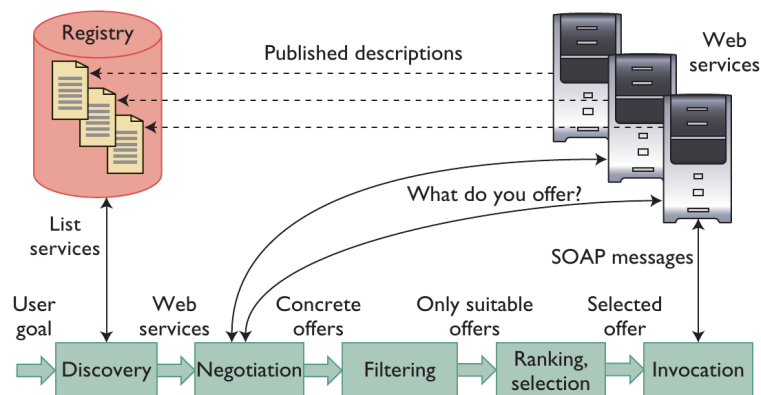 Registry
Published descriptions
Web
services
What do you offer?
List
services
SOAP messages
User
goal
Web
services
Concrete
offers
Only suitable
offers
Selected
offer
Discovery
Negotiation
Filtering
Ranking,
selection
Invocation